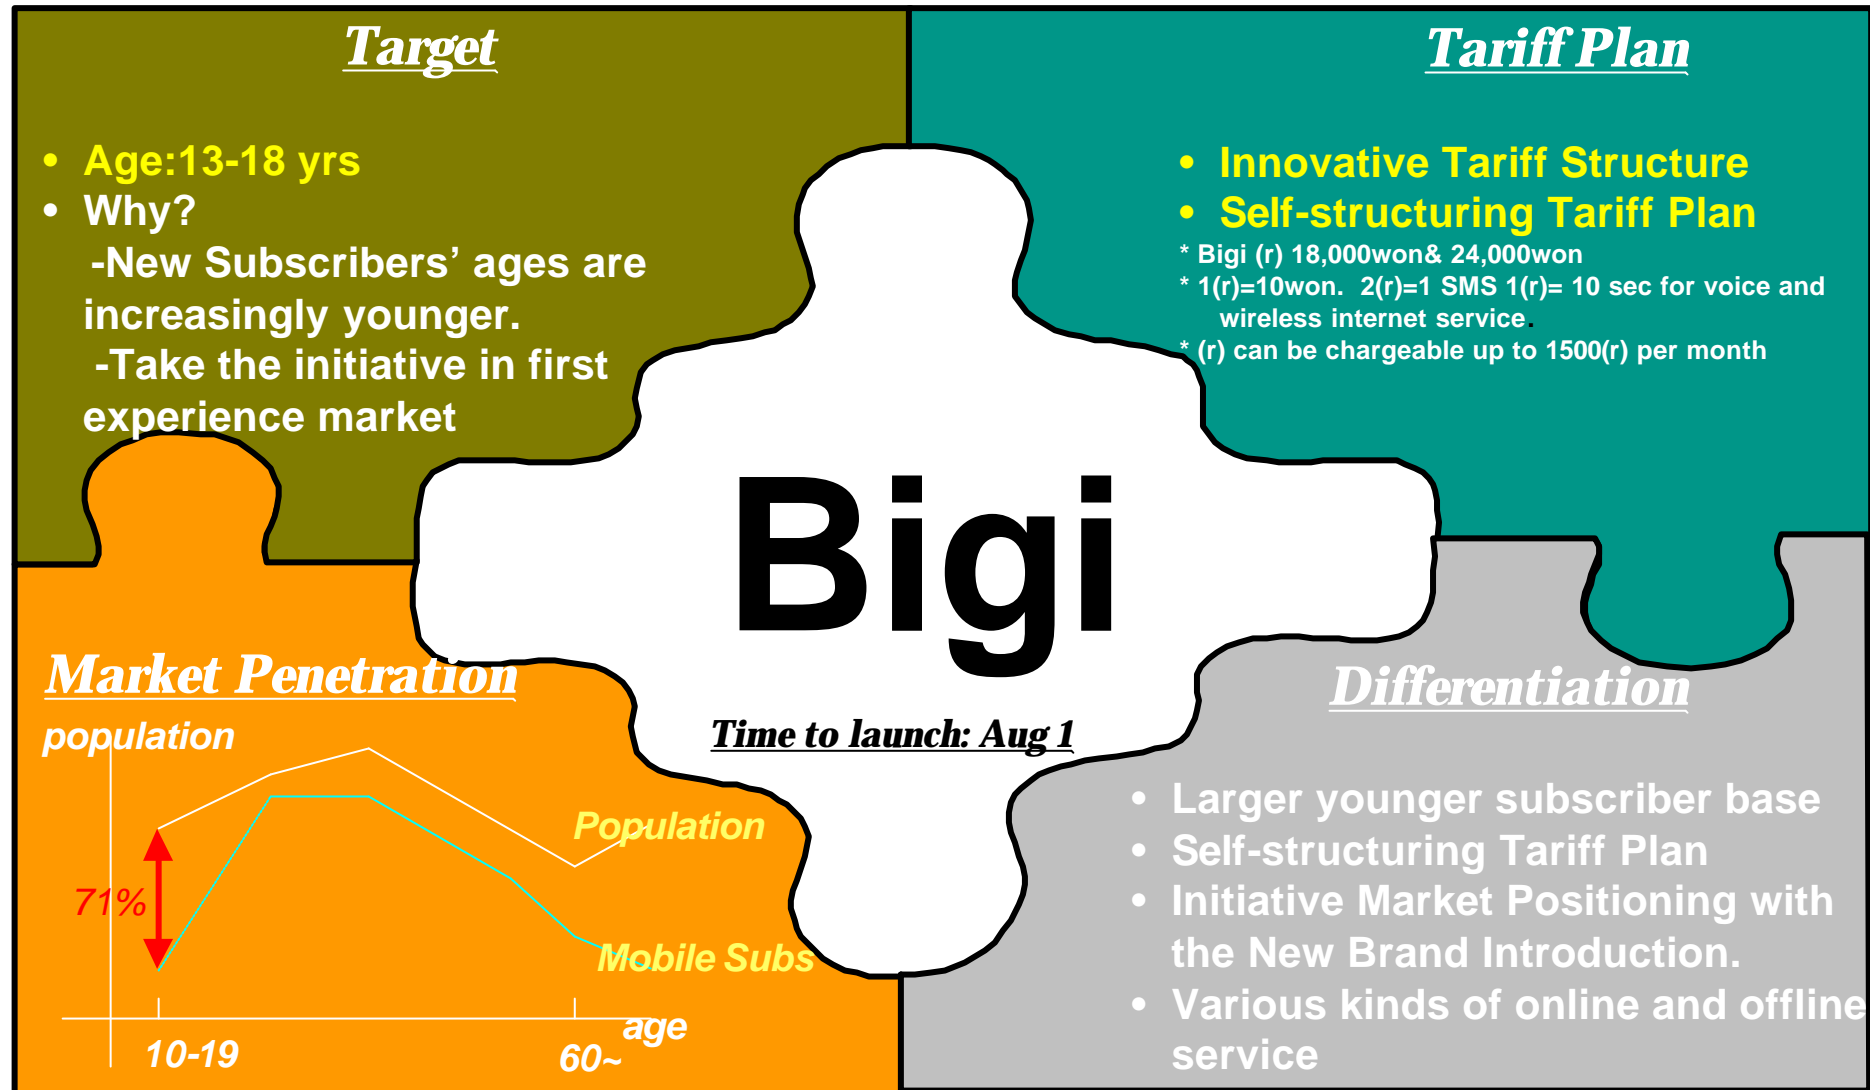 Target
• Age:13-18 yrs
• Why?
-New Subscribers’ ages are
increasingly younger.
-Take the initiative in first
experience market
Tariff Plan
• Innovative Tariff Structure
• Self-structuring Tariff Plan
* Bigi (r) 18,000won& 24,000won
* 1(r)=10won. 2(r)=1 SMS 1(r)= 10 sec for voice and
wireless internet service.
* (r) can be chargeable up to 1500(r) per month
Bigi
Time to launch: Aug 1
Market Penetration
population
Population
71%
Mobile Subs
age
10-19
60~
Differentiation
• Larger younger subscriber base
• Self-structuring Tariff Plan
• Initiative Market Positioning with
the New Brand Introduction.
• Various kinds of online and offline
service